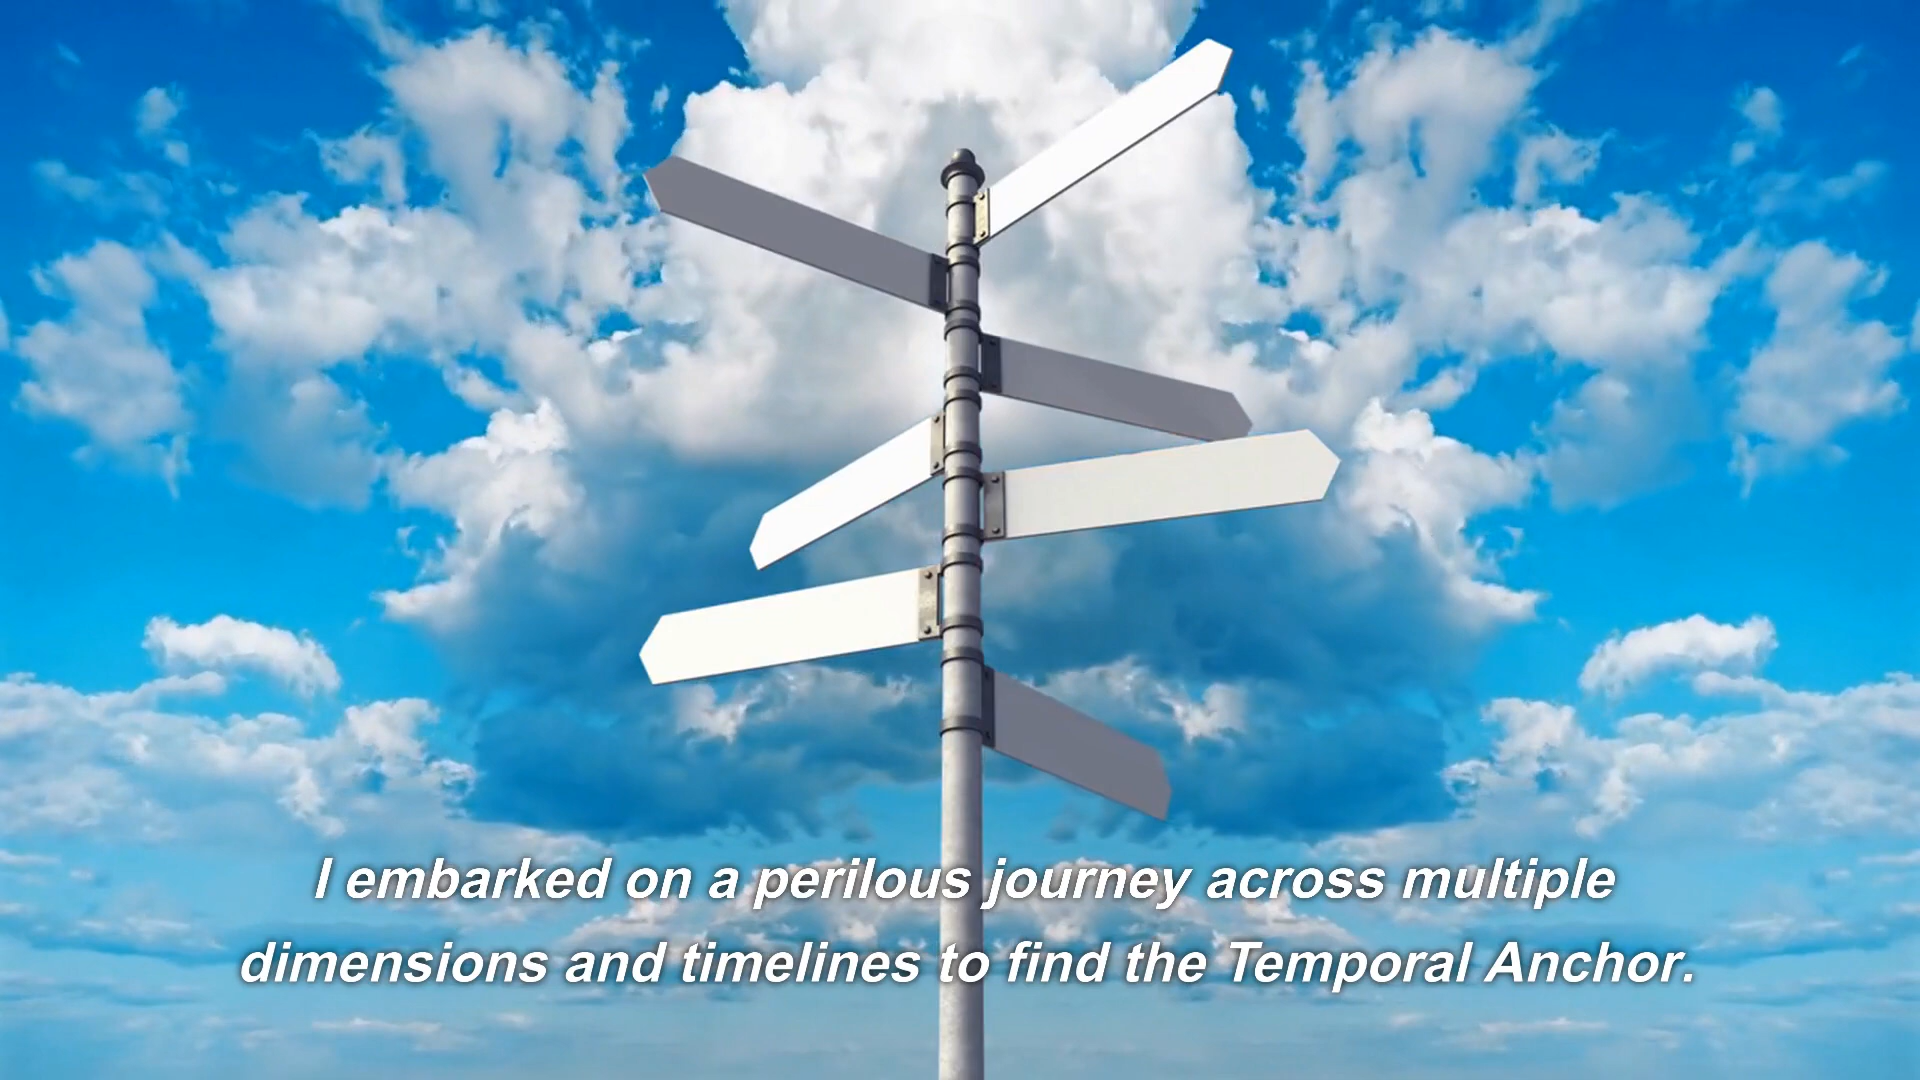 I embarked on a perilous journey across multiple
dimensions and timelines to find the Temporal Anchor.